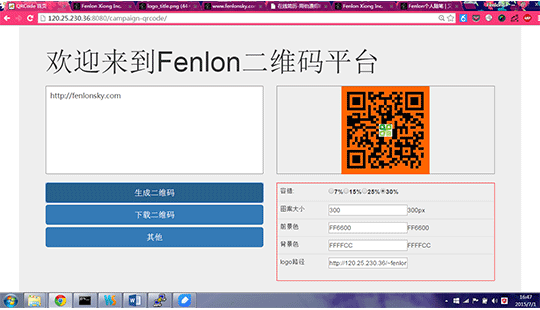 QRCode 首页
Fenlon Xiong Inc.
logo_title.png (4×
www.fenlonsky.co
Fenlon Xiong Inc.
Fenlon个人随笔 | 又
120.25.230.36:8080/campaign-qrcode/
欢迎来到Fenlon二维码平台
http://fenlonsky.com
生成二维码
下载二维码
其他
容错 7% 15% 25% 30%
图案大小 300 300px
前景色 FF6600 FF6600
背景色 FFFFCC FFFFCC
logo路径 http://120.25.230.36/~fenlor
16:47
2015/7/1